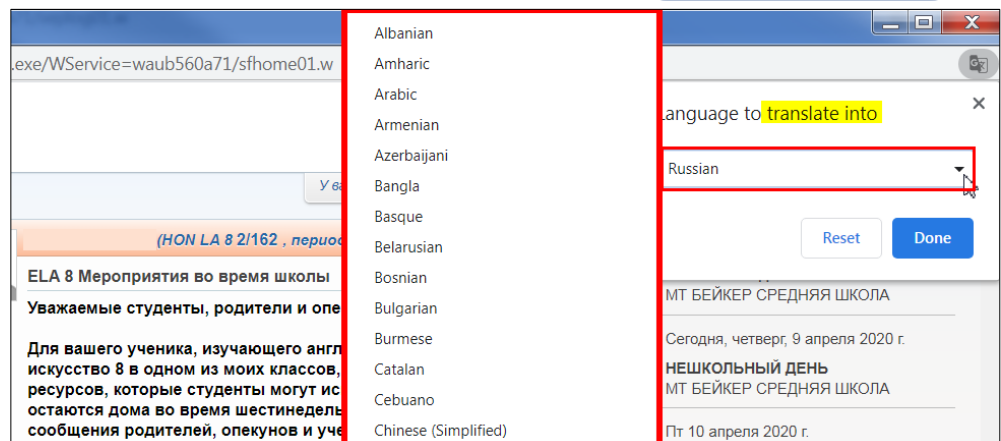 .exe/WService=waub560a71/sfhome01.w
(HON LA 8 2/162 , перио
ELA 8 Мероприятия во время школы
Уважаемые студенты, родители и опе
Для вашего ученика, изучающего англ
искусство 8 в одном из моих классов,
ресурсов, которые студенты могут ис
остаются дома во время шестинедель
сообщения родителей, опекунов и уче
Albanian
Amharic
Arabic
Armenian
Azerbaijani
Bangla
Basque
Belarusian
Bosnian
Bulgarian
Burmese
Catalan
Cebuano
Chinese (Simplified)
Language to translate into
Russian
Reset
Done
МТ БЕЙКЕР СРЕДНЯЯ ШКОЛА
Сегодня, четверг, 9 апреля 2020 г.
НЕШКОЛЬНЫЙ ДЕНЬ
МТ БЕЙКЕР СРЕДНЯЯ ШКОЛА
Пт 10 апреля 2020 г.